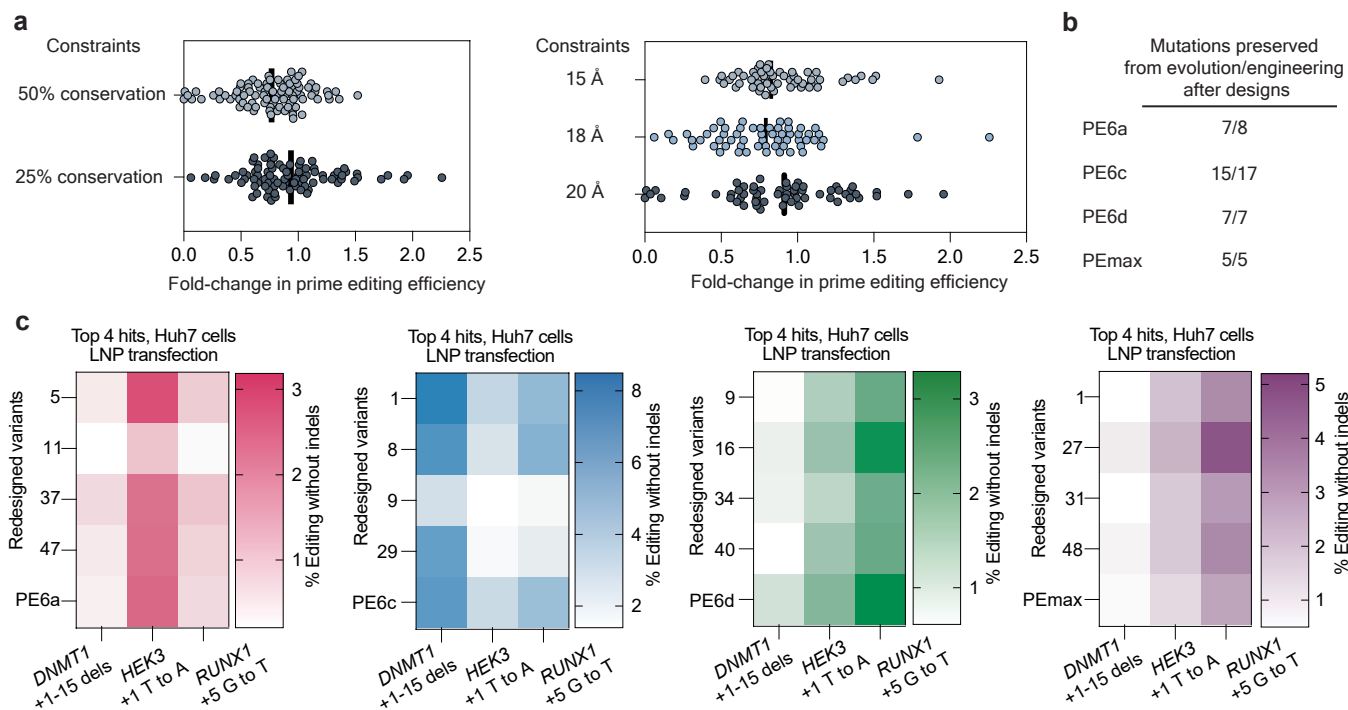 a
Constraints
50% conservation
25% conservation
0.0 0.5 1.0 1.5 2.0 2.5
Fold-change in prime editing efficiency
Constraints
15 Å
18 Å
20 Å
0.0 0.5 1.0 1.5 2.0 2.5
Fold-change in prime editing efficiency
b
Mutations preserved
from evolution/engineering
after designs
PE6a 7/8
PE6c 15/17
PE6d 7/7
PEmax 5/5
c
Top 4 hits, Huh7 cells
LNP transfection
Redesigned variants
5
11
37
47
PE6a
DNMT1
+1-15 dels
HEK3
+1 T to A
RUNX1
+5 G to T
3
2
1
% Editing without indels
Top 4 hits, Huh7 cells
LNP transfection
Redesigned variants
1
8
9
29
PE6c
DNMT1
+1-15 dels
HEK3
+1 T to A
RUNX1
+5 G to T
8
6
4
2
% Editing without indels
Top 4 hits, Huh7 cells
LNP transfection
Redesigned variants
9
16
34
40
PE6d
DNMT1
+1-15 dels
HEK3
+1 T to A
RUNX1
+5 G to T
3
2
1
% Editing without indels
Top 4 hits, Huh7 cells
LNP transfection
Redesigned variants
1
27
31
48
PEmax
DNMT1
+1-15 dels
HEK3
+1 T to A
RUNX1
+5 G to T
5
4
3
2
1
% Editing without indels